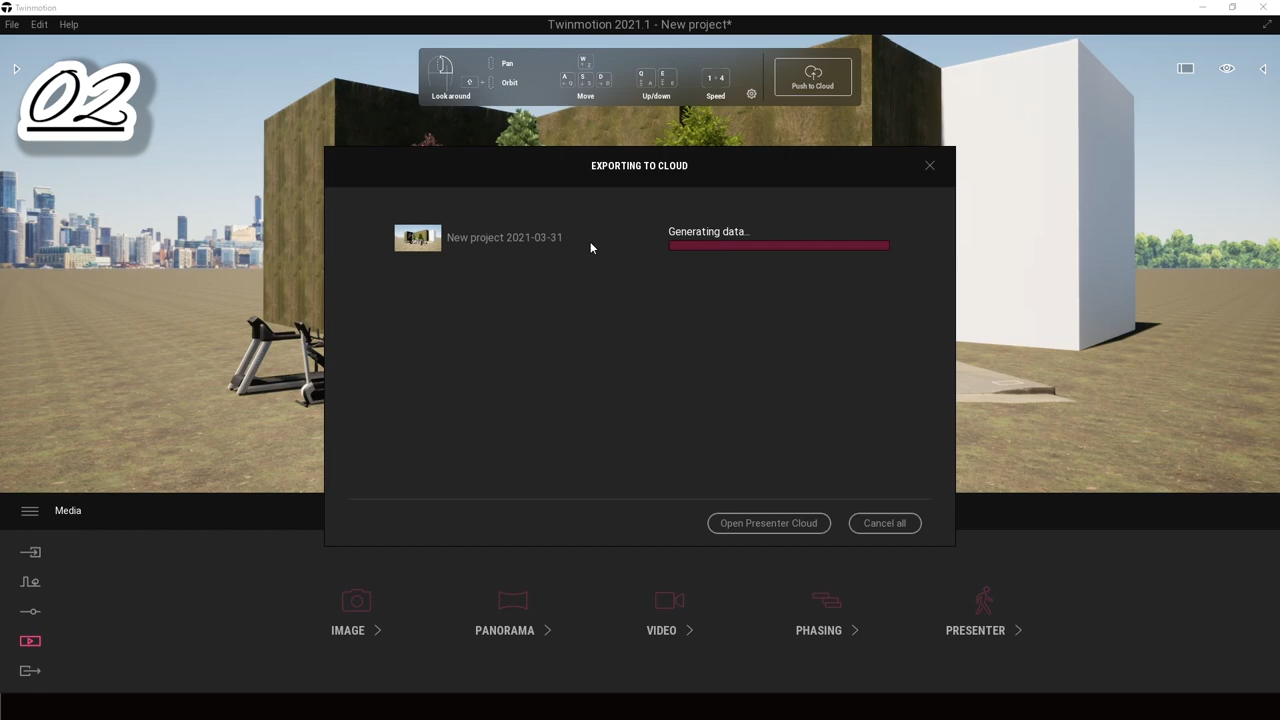 Twinmotion
File Edit Help
Twinmotion 2021.1 - New project*
02
Look around
Pan
Orbit
W
Z
A S D
Q S D
Move
Q E
A E
Up/down
1 - 4
Speed
Push to Cloud
EXPORTING TO CLOUD
New project 2021-03-31
Generating data...
Open Presenter Cloud
Cancel all
Media
IMAGE
PANORAMA
VIDEO
PHASING
PRESENTER